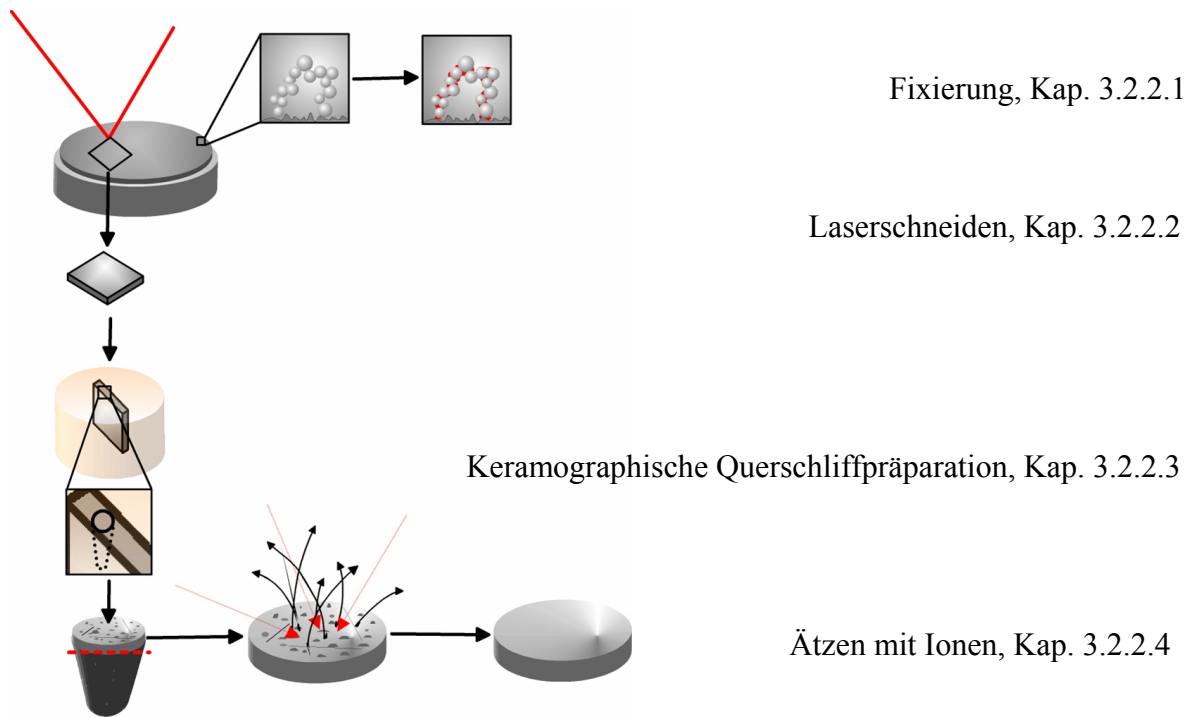 Fixierung, Kap. 3.2.2.1
Laserschneiden, Kap. 3.2.2.2
Keramographische Querschliffpräparation, Kap. 3.2.2.3
Ätzen mit Ionen, Kap. 3.2.2.4